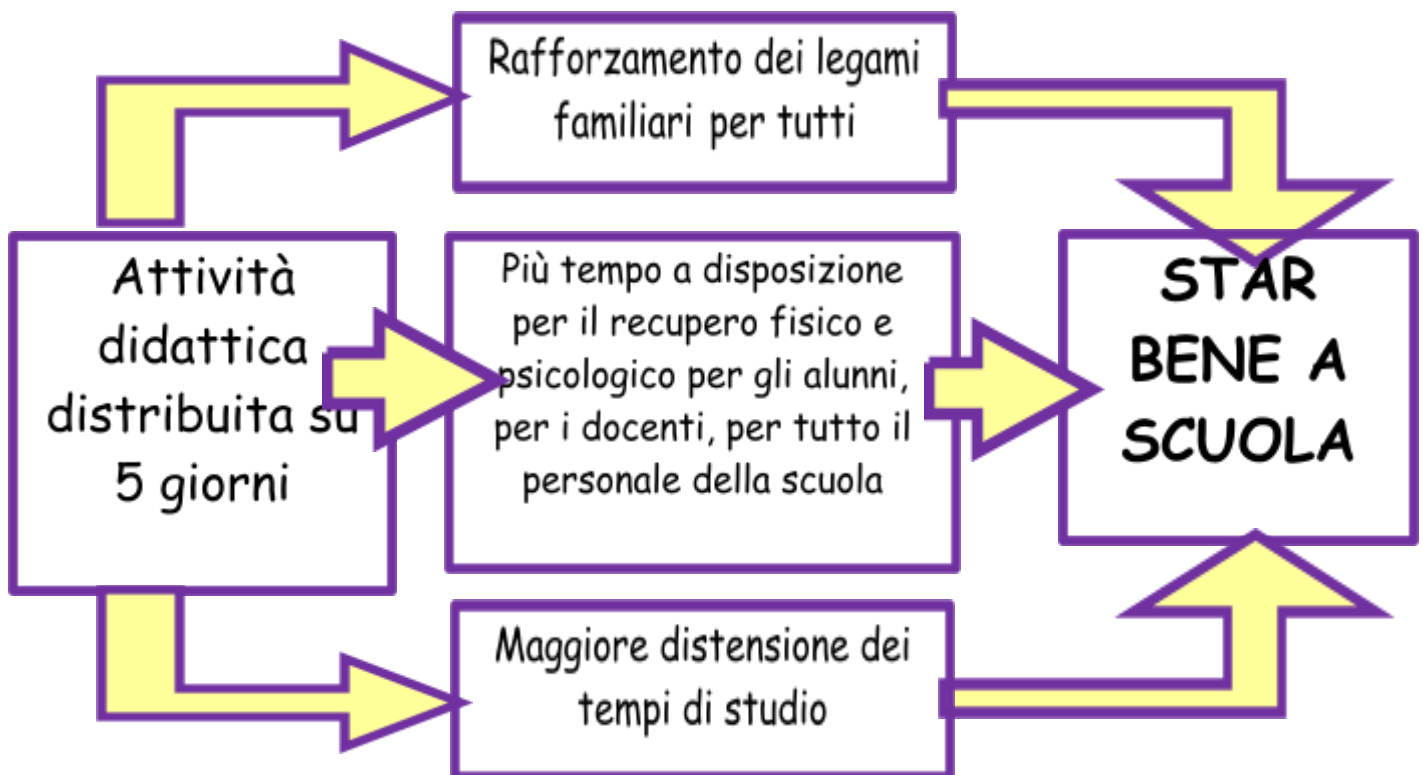 Rafforzamento dei legami
familiari per tutti
Attività
didattica
distribuita su
5 giorni
Più tempo a disposizione
per il recupero fisico e
psicologico per gli alunni,
per i docenti, per tutto il
personale della scuola
STAR
BENE A
SCUOLA
Maggiore distensione dei
tempi di studio